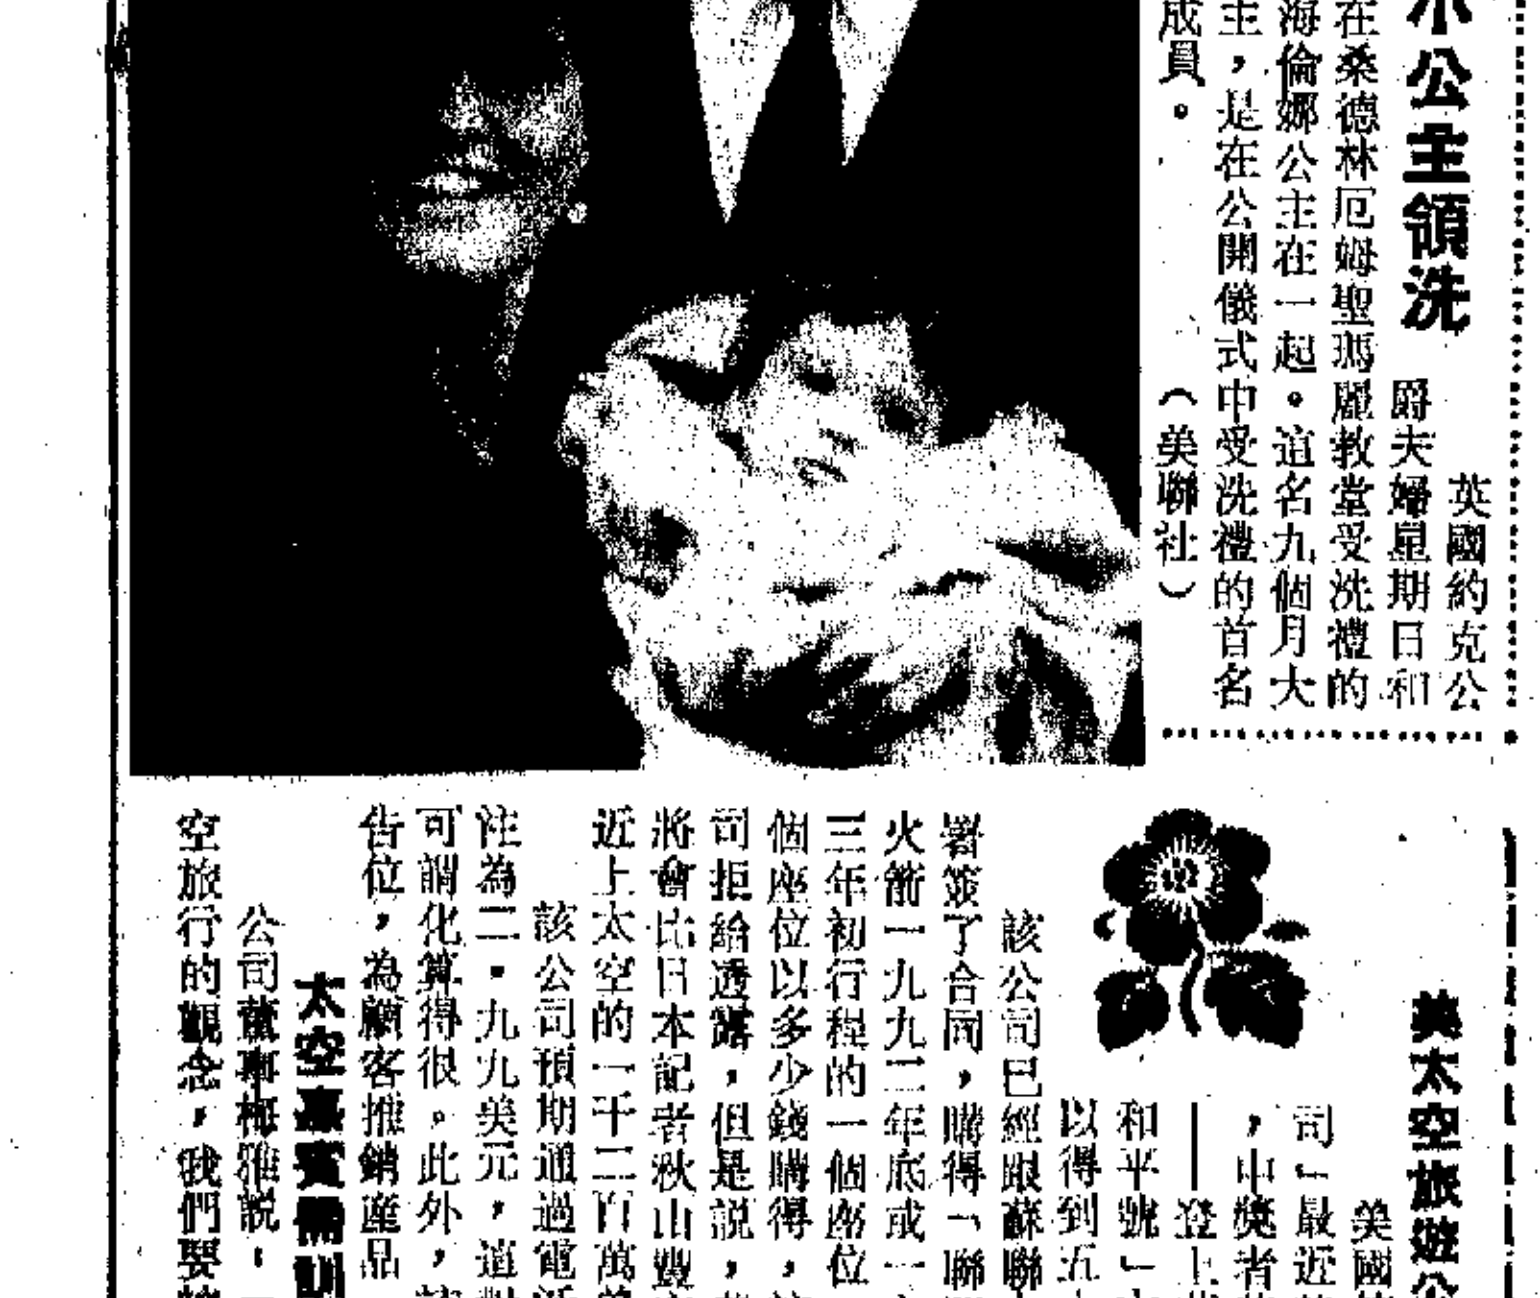 小公主領洗
英國約克公
爵夫婦星期日和
在桑德林厄姆聖瑪麗教堂受洗禮的
海倫娜公主在一起。這名九個月大
主，是在公開儀式中受洗禮的首名
成員。（美聯社）
美太空旅遊公
美國
司」最近
，中獎者
——登上
和平號」
以得到五
該公司已經跟蘇聯
署簽了合同，購得「聯
火箭一九九二年底或一
三年初行程的一個座位
個座位以多少錢購得，
司拒給透露，但是説，
將會比日本記者秋山豐
近上太空的一千二百萬
該公司預期通過電
注為二·九九美元，這
可謂化算得很。此外，
告位，為顧客推銷產品
太空嘉賓需訓
公司董事梅雅説，
空旅行的觀念，我們要